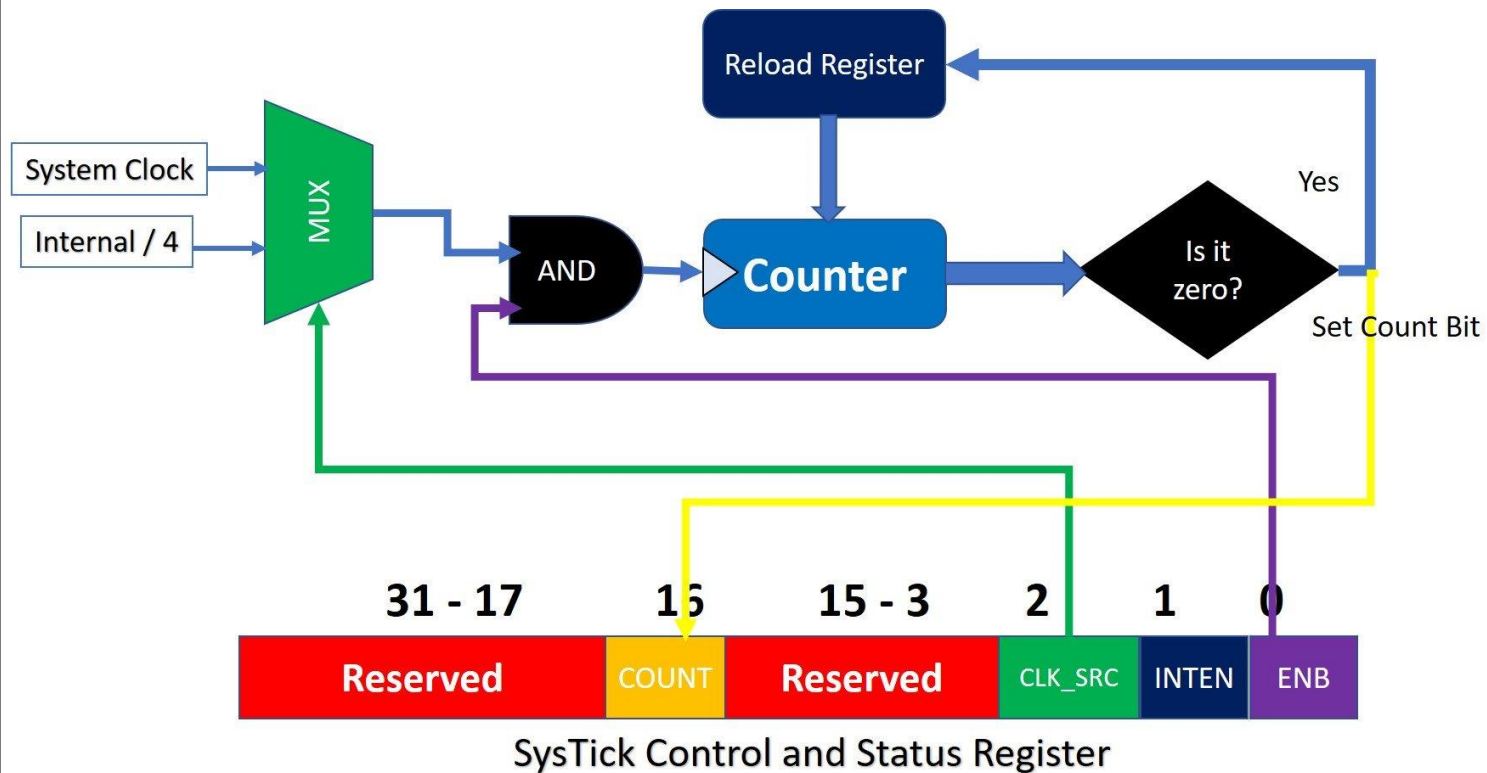 Reload Register
System Clock
Internal / 4
MUX
AND
Counter
Is it
zero?
Yes
Set Count Bit
31 - 17
16
15 - 3
2
1
0
Reserved
COUNT
Reserved
CLK_SRC
INTEN
ENB
SysTick Control and Status Register